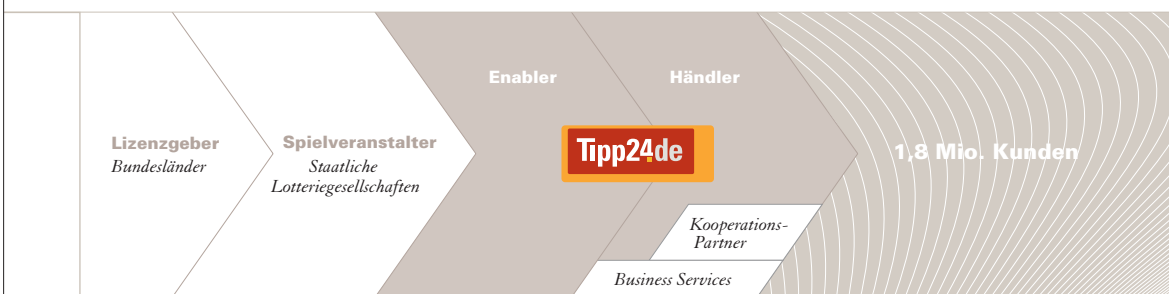 Lizenzgeber
Bundesländer
Spielveranstalter
Staatliche
Lotteriegesellschaften
Enabler
Händler
Tipp24.de
Kooperations-
Partner
Business Services
1,8 Mio. Kunden